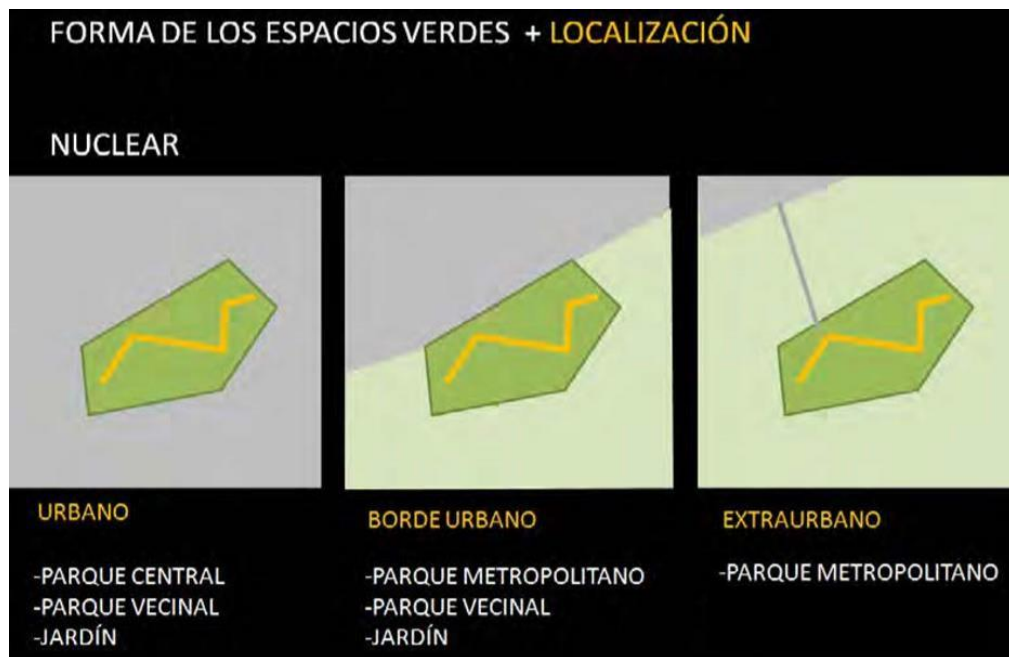 FORMA DE LOS ESPACIOS VERDES + LOCALIZACIÓN
NUCLEAR
URBANO
-PARQUE CENTRAL
-PARQUE VECINAL
-JARDÍN
BORDE URBANO
-PARQUE METROPOLITANO
-PARQUE VECINAL
-JARDÍN
EXTRAURBANO
-PARQUE METROPOLITANO